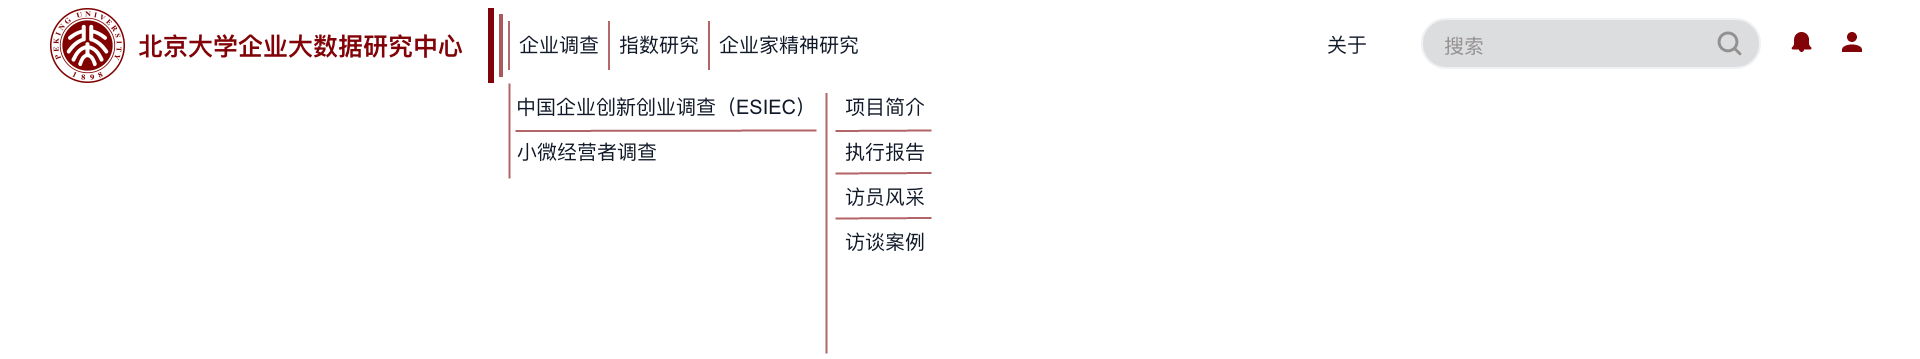 PEKING UNIVERSITY 1898
北京大学企业大数据研究中心
企业调查 指数研究 企业家精神研究 关于 搜索
中国企业创新创业调查（ESIEC） 项目简介
小微经营者调查 执行报告
访员风采
访谈案例